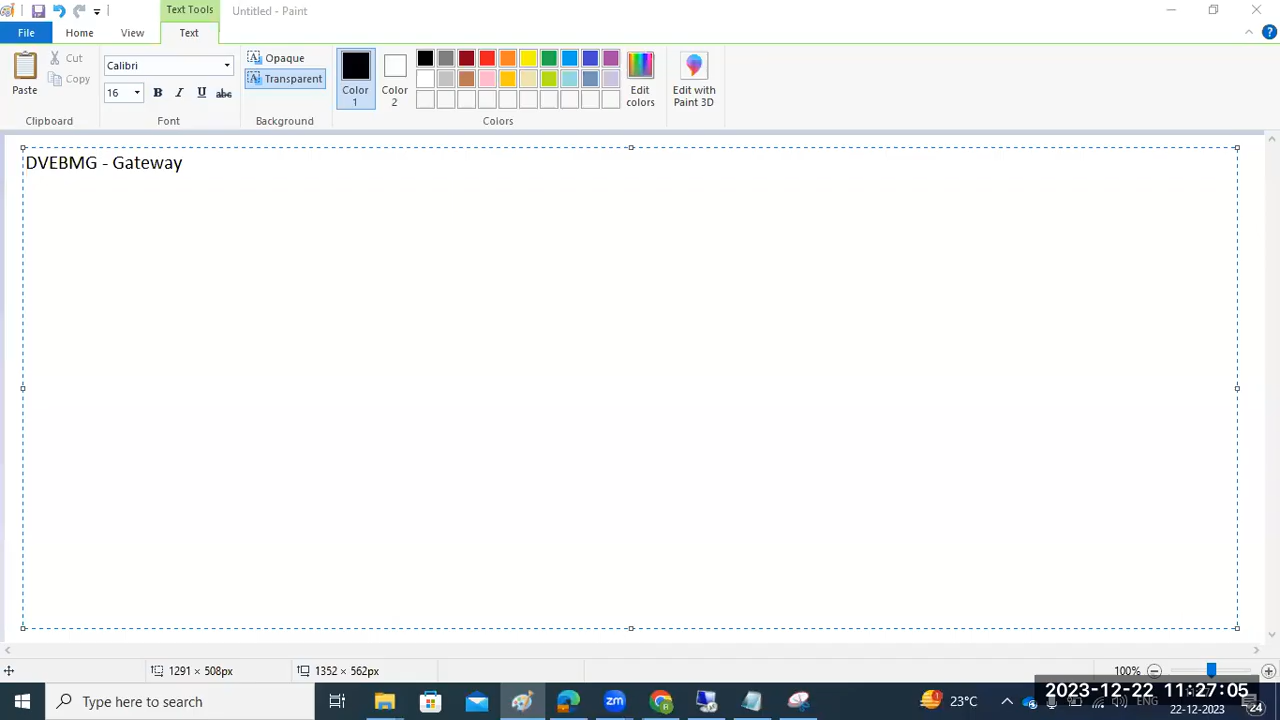 Text Tools
Untitled - Paint
File
Home
View
Text
Paste
Cut
Copy
Clipboard
Calibri
16
B
I
U
abc
Font
Opaque
Transparent
Background
Color
1
Color
2
Edit
colors
Colors
Edit with
Paint 3D
DVEBMG - Gateway
1291 × 508px
1352 × 562px
100%
Type here to search
23°C
ENG
2023-12-22 11:27:05
22-12-2023
24